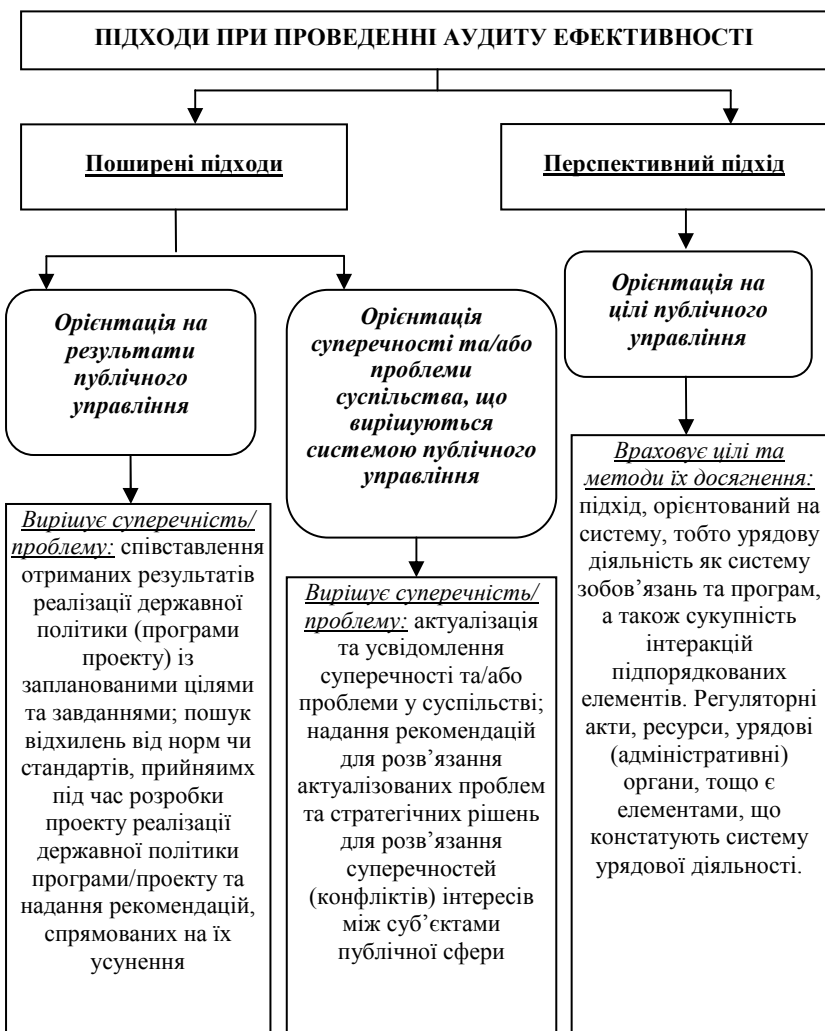 ПІДХОДИ ПРИ ПРОВЕДЕННІ АУДИТУ ЕФЕКТИВНОСТІ
Поширені підходи
Перспективний підхід
Орієнтація на
результати
публічного
управління
Орієнтація
суперечності та/або
проблеми
суспільства, що
вирішуються
системою публічного
управління
Орієнтація на
цілі публічного
управління
Вирішує суперечність/
проблему: співставлення
отриманих результатів
реалізації державної
політики (програми
проекту) із
запланованими цілями
та завданнями; пошук
відхилень від норм чи
стандартів, прийняимх
під час розробки
проекту реалізації
державної політики
програми/проекту та
надання рекомендацій,
спрямованих на їх
усунення
Вирішує суперечність/
проблему: актуалізація
та усвідомлення
суперечності та/або
проблеми у суспільстві;
надання рекомендацій
для розв’язання
актуалізованих проблем
та стратегічних рішень
для розв’язання
суперечностей
(конфліктів) інтересів
між суб’єктами
публічної сфери
Враховує цілі та
методи їх досягнення:
підхід, орієнтований на
систему, тобто урядову
діяльність як систему
зобов’язань та програм,
а також сукупність
інтеракцій
підпорядкованих
елементів. Регуляторні
акти, ресурси, урядові
(адміністративні)
органи, тощо є
елементами, що
констатують систему
урядової діяльності.